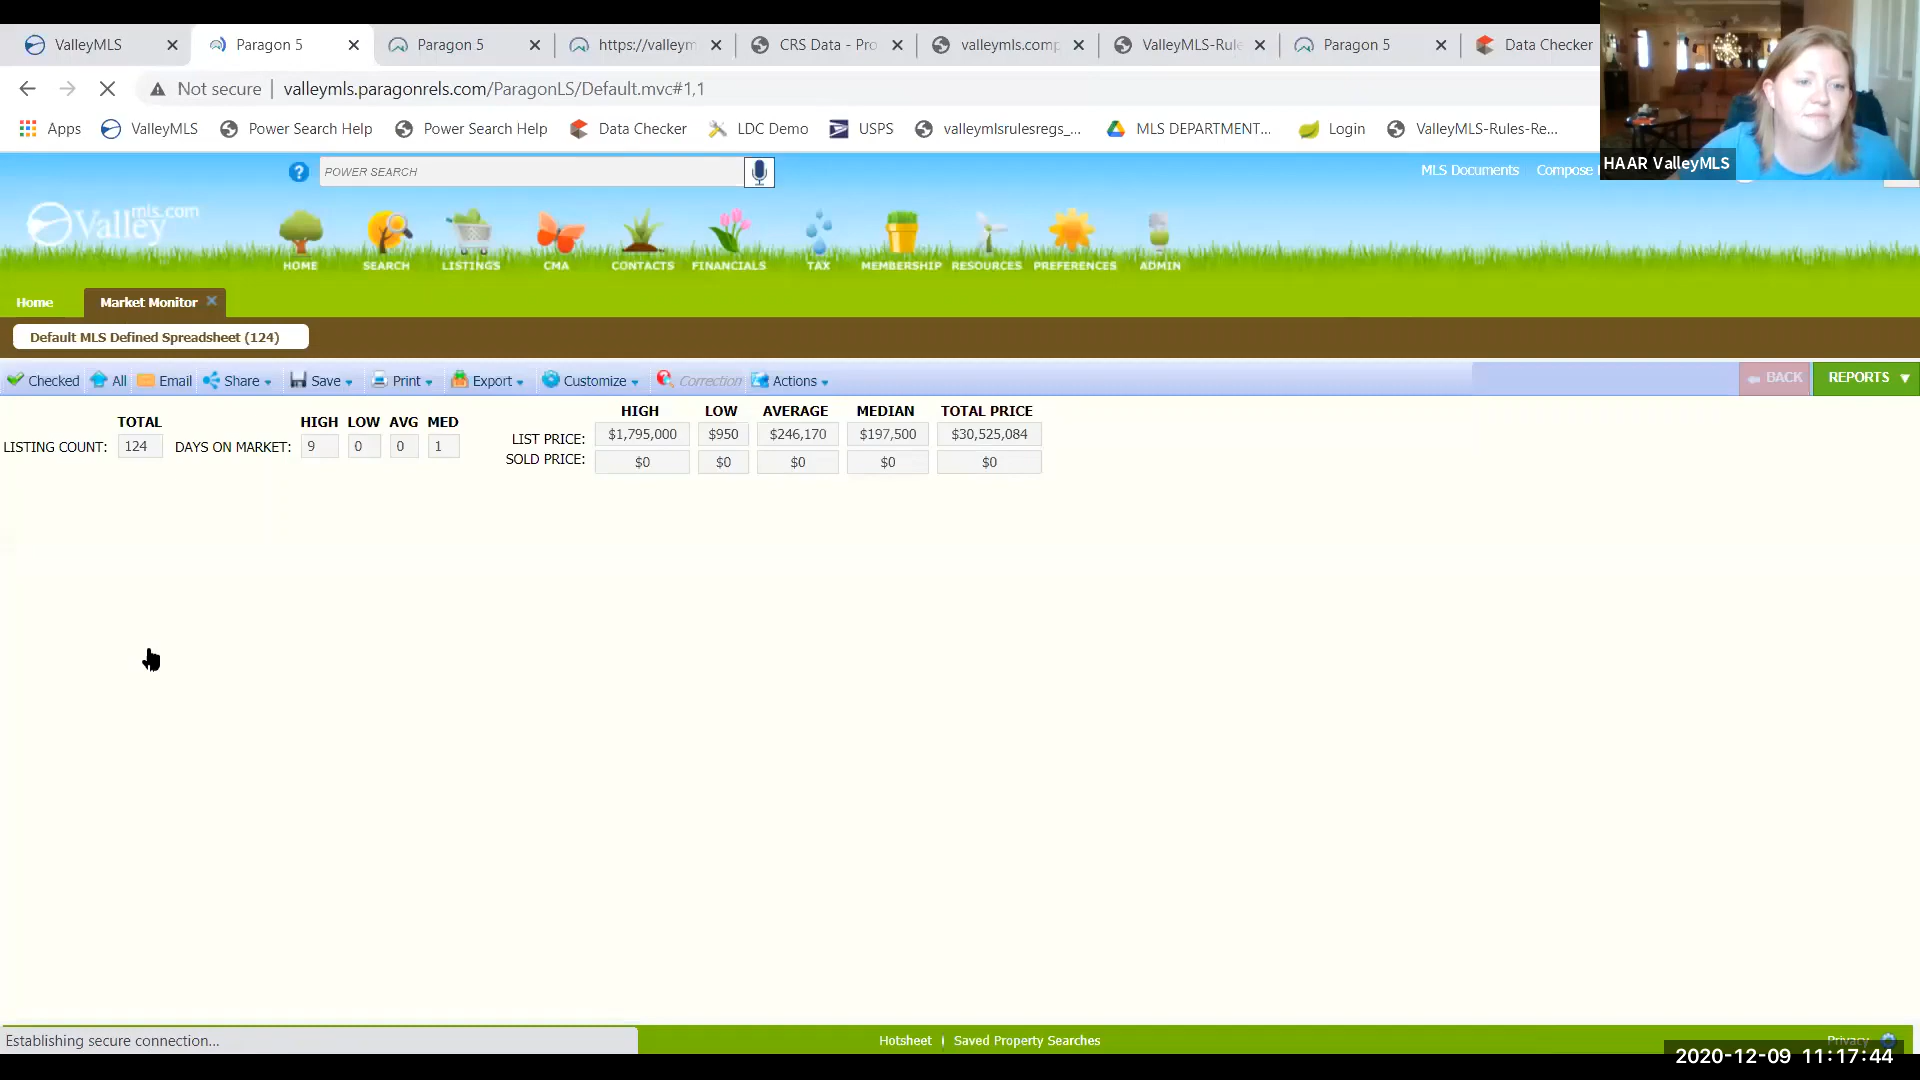 ValleyMLS
Paragon 5
Paragon 5
https://valleym
CRS Data - Pro
valleymls.comp
ValleyMLS-Rule
Paragon 5
Data Checker
Not secure | valleymls.paragonrels.com/ParagonLS/Default.mvc#1,1
Apps ValleyMLS Power Search Help Power Search Help Data Checker LDC Demo USPS valleymlsrulesregs_... MLS DEPARTMENT... Login ValleyMLS-Rules-Re...
HAAR ValleyMLS
? POWER SEARCH
MLS Documents Compose
Valleymls.com
HOME SEARCH LISTINGS CMA CONTACTS FINANCIALS TAX MEMBERSHIP RESOURCES PREFERENCES ADMIN
Home Market Monitor
Default MLS Defined Spreadsheet (124)
Checked All Email Share Save Print Export Customize Correction Actions BACK REPORTS
TOTAL HIGH LOW AVG MED
LISTING COUNT: 124 DAYS ON MARKET: 9 0 0 1
HIGH LOW AVERAGE MEDIAN TOTAL PRICE
LIST PRICE: $1,795,000 $950 $246,170 $197,500 $30,525,084
SOLD PRICE: $0 $0 $0 $0 $0
Establishing secure connection...
Hotsheet | Saved Property Searches
Privacy
2020-12-09 11:17:44